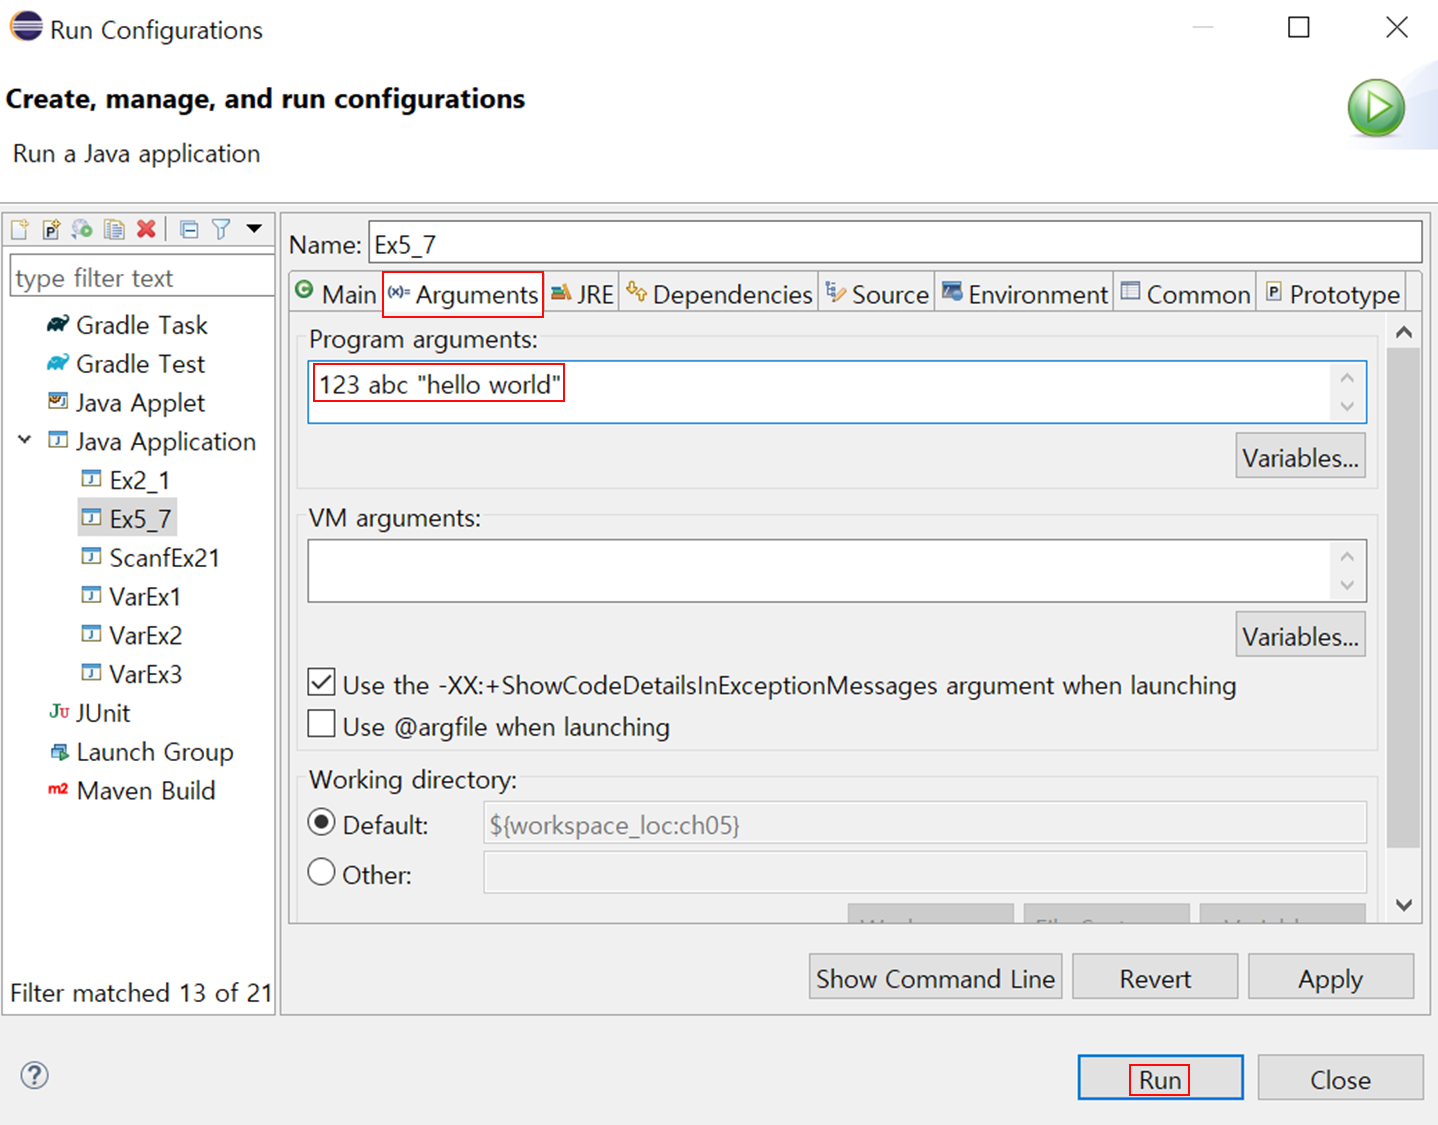 Run Configurations
Create, manage, and run configurations
Run a Java application
type filter text
Gradle Task
Gradle Test
Java Applet
Java Application
Ex2_1
Ex5_7
ScanfEx21
VarEx1
VarEx2
VarEx3
JUnit
Launch Group
Maven Build
Filter matched 13 of 21
Name: Ex5_7
Main (x)= Arguments JRE Dependencies Source Environment Common Prototype
Program arguments:
123 abc "hello world"
Variables...
VM arguments:
Variables...
Use the -XX:+ShowCodeDetailsInExceptionMessages argument when launching
Use @argfile when launching
Working directory:
Default: ${workspace_loc:ch05}
Other:
Show Command Line Revert Apply
Run Close